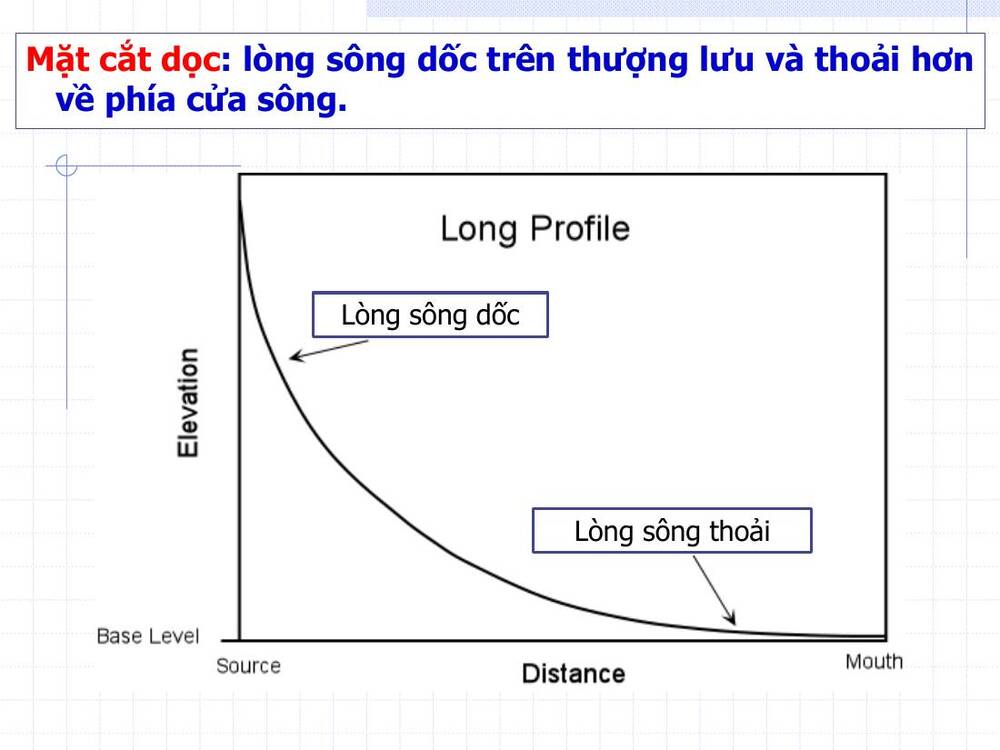 Mặt cắt dọc: lòng sông dốc trên thượng lưu và thoải hơn
về phía cửa sông.
Long Profile
Lòng sông dốc
Elevation
Lòng sông thoải
Base Level
Source
Distance
Mouth